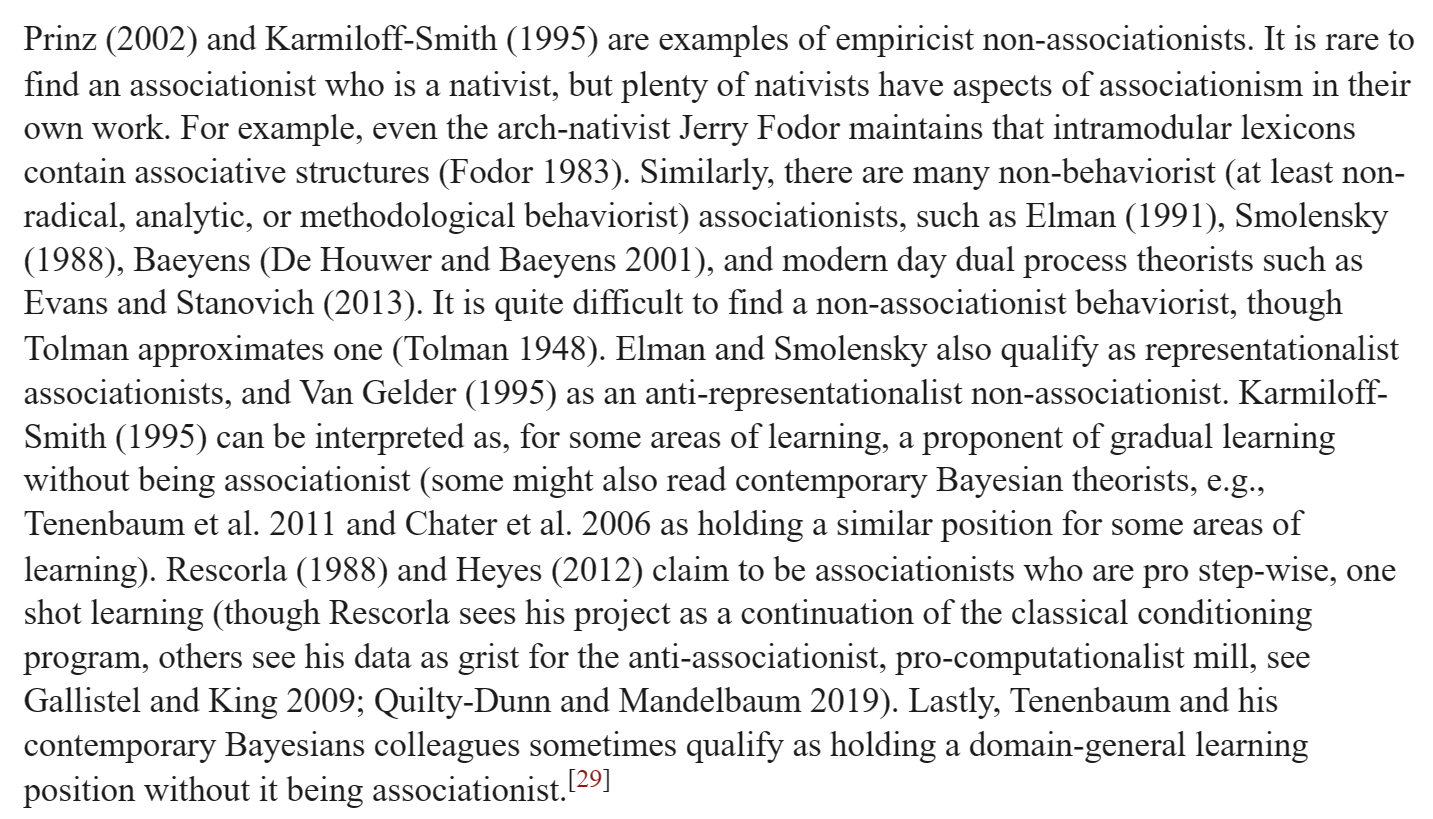 Prinz (2002) and Karmiloff-Smith (1995) are examples of empiricist non-associationists. It is rare to
find an associationist who is a nativist, but plenty of nativists have aspects of associationism in their
own work. For example, even the arch-nativist Jerry Fodor maintains that intramodular lexicons
contain associative structures (Fodor 1983). Similarly, there are many non-behaviorist (at least non-
radical, analytic, or methodological behaviorist) associationists, such as Elman (1991), Smolensky
(1988), Baeyens (De Houwer and Baeyens 2001), and modern day dual process theorists such as
Evans and Stanovich (2013). It is quite difficult to find a non-associationist behaviorist, though
Tolman approximates one (Tolman 1948). Elman and Smolensky also qualify as representationalist
associationists, and Van Gelder (1995) as an anti-representationalist non-associationist. Karmiloff-
Smith (1995) can be interpreted as, for some areas of learning, a proponent of gradual learning
without being associationist (some might also read contemporary Bayesian theorists, e.g.,
Tenenbaum et al. 2011 and Chater et al. 2006 as holding a similar position for some areas of
learning). Rescorla (1988) and Heyes (2012) claim to be associationists who are pro step-wise, one
shot learning (though Rescorla sees his project as a continuation of the classical conditioning
program, others see his data as grist for the anti-associationist, pro-computationalist mill, see
Gallistel and King 2009; Quilty-Dunn and Mandelbaum 2019). Lastly, Tenenbaum and his
contemporary Bayesians colleagues sometimes qualify as holding a domain-general learning
position without it being associationist.[29]